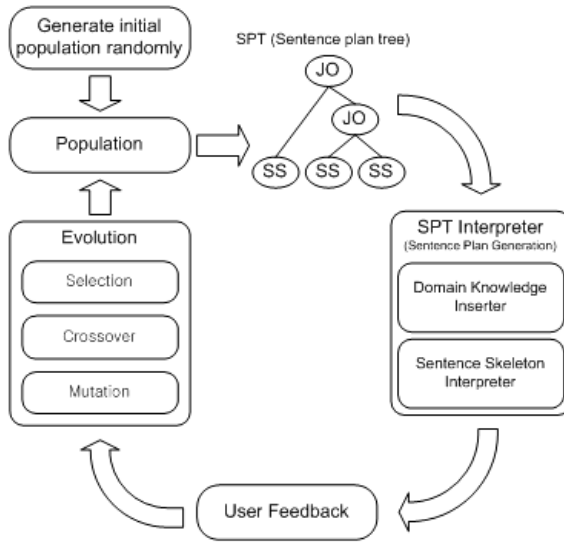 Generate initial
population randomly
SPT (Sentence plan tree)
JO
JO
SS
SS
SS
Population
Evolution
Selection
Crossover
Mutation
SPT Interpreter
(Sentence Plan Generation)
Domain Knowledge
Inserter
Sentence Skeleton
Interpreter
User Feedback